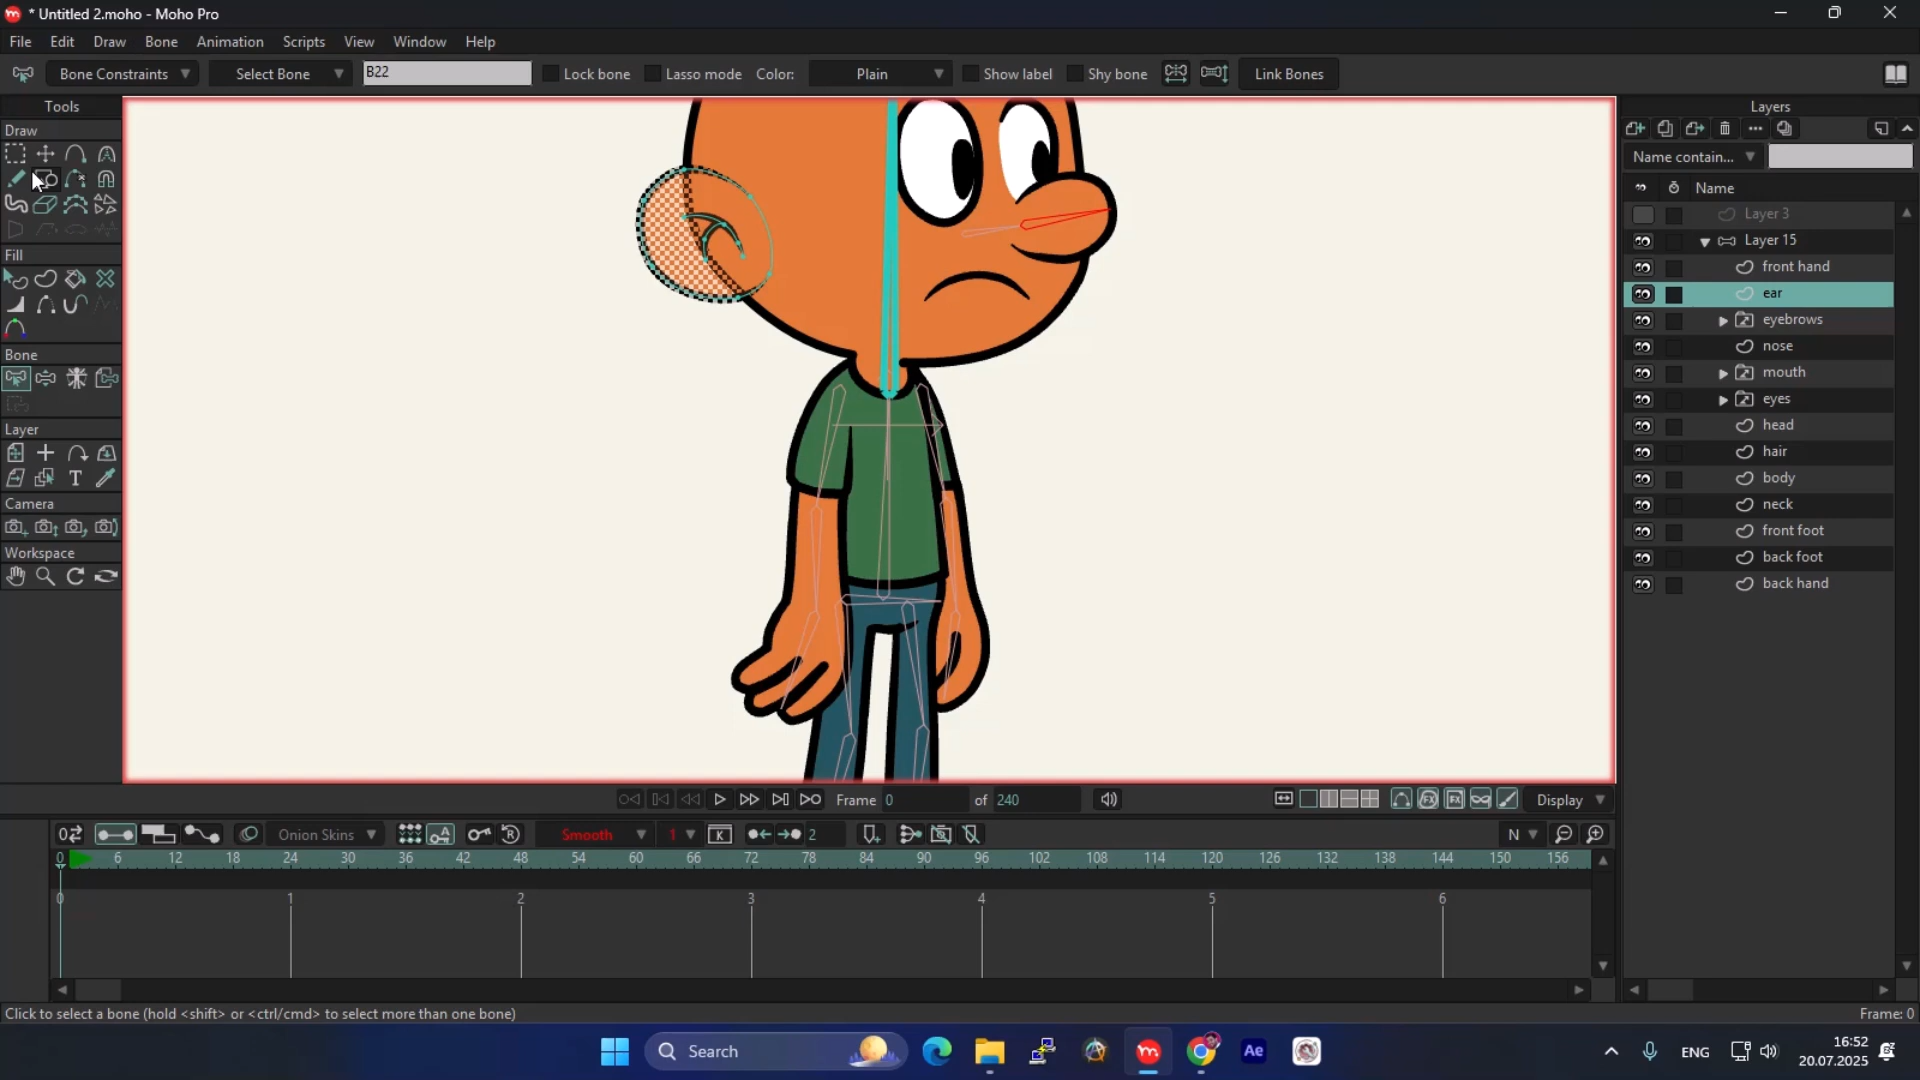 * Untitled 2.moho - Moho Pro
File Edit Draw Bone Animation Scripts View Window Help
Bone Constraints Select Bone B22 Lock bone Lasso mode Color: Plain Show label Shy bone Link Bones
Tools
Draw
Fill
Bone
Layer
Camera
Workspace
Layers
Name contain...
Name
Layer 3
Layer 15
front hand
ear
eyebrows
nose
mouth
eyes
head
hair
body
neck
front foot
back foot
back hand
Frame 0 of 240 Display
Onion Skins Smooth 1 K 2 N
0 6 12 18 24 30 36 42 48 54 60 66 72 78 84 90 96 102 108 114 120 126 132 138 144 150 156
0 1 2 3 4 5 6
Click to select a bone (hold <shift> or <ctrl/cmd> to select more than one bone) Frame: 0
Search Ae ENG 16:52
20.07.2025